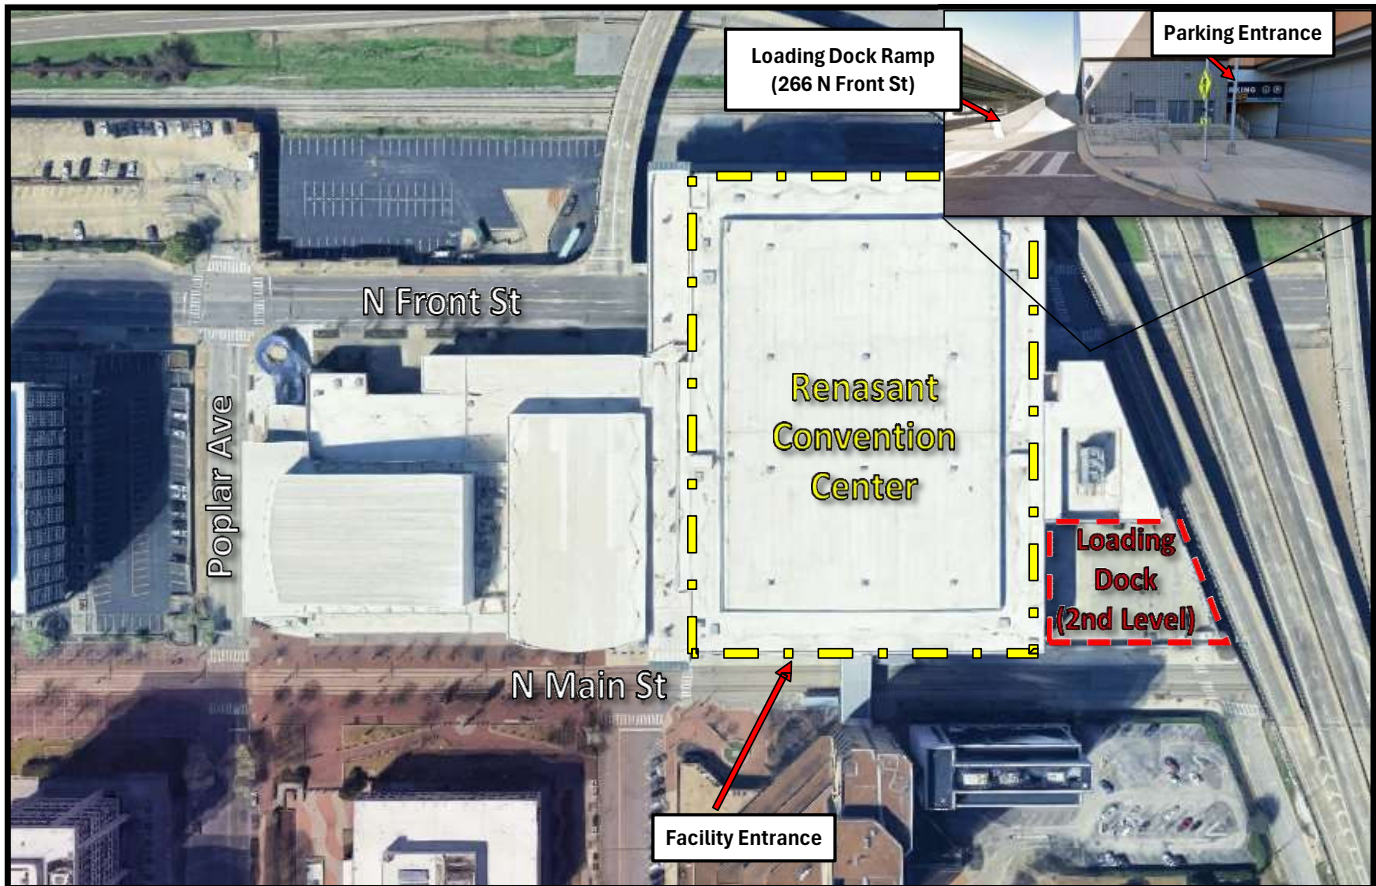 Loading Dock Ramp
(266 N Front St)
Parking Entrance
N Front St
Renasant
Convention
Center
Poplar Ave
Loading
Dock
(2nd Level)
N Main St
Facility Entrance